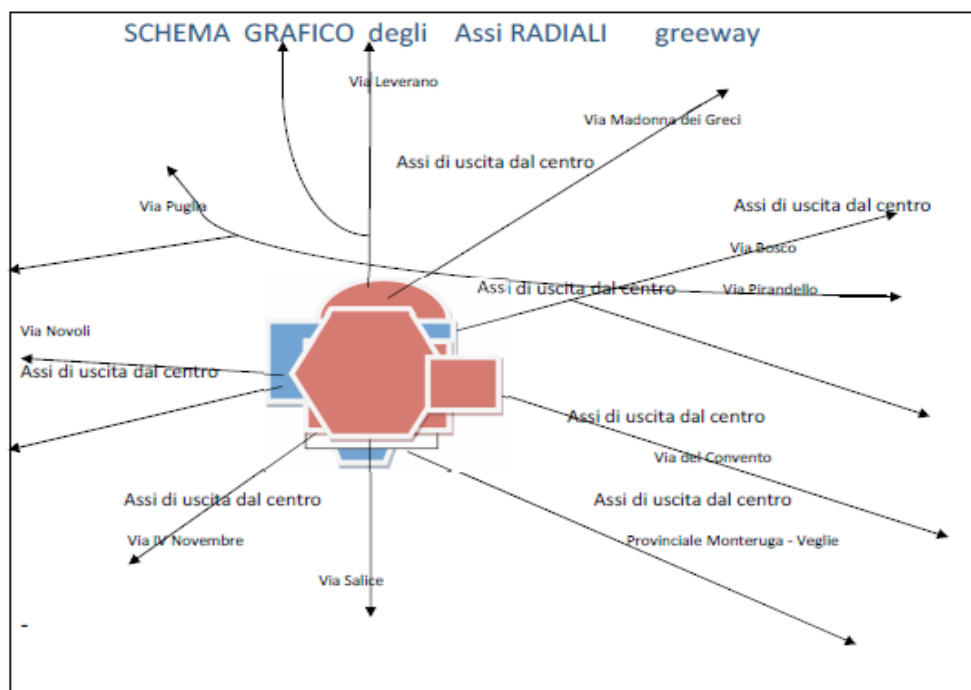 SCHEMA GRAFICO degli Assi RADIALI greeway
Via Leverano
Via Madonna dei Greci
Assi di uscita dal centro
Via Puglia
Assi di uscita dal centro
Via Bosco
Assi di uscita dal centro
Via Pirandello
Via Novoli
Assi di uscita dal centro
Assi di uscita dal centro
Via del Convento
Assi di uscita dal centro
Assi di uscita dal centro
Via IV Novembre
Provinciale Monteruga - Veglie
Via Salice
-